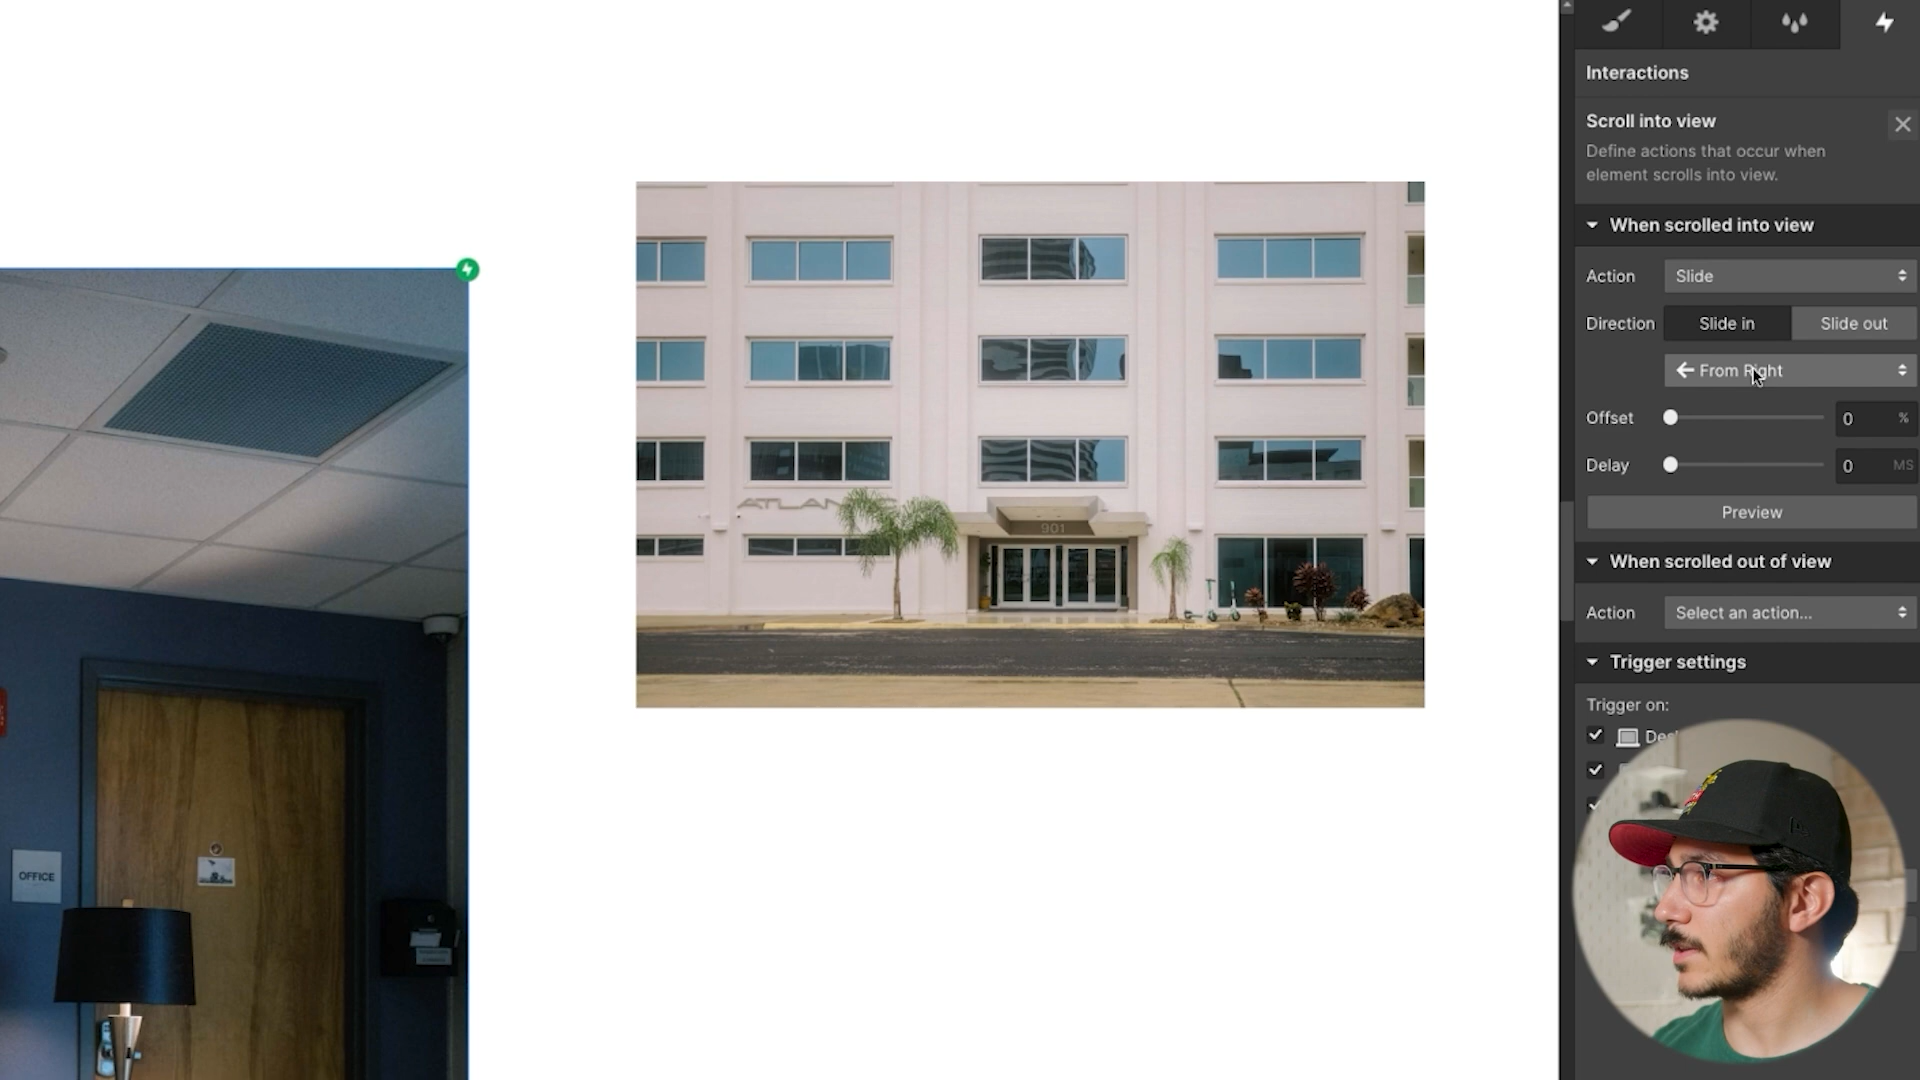 Interactions
Scroll into view
Define actions that occur when
element scrolls into view.
When scrolled into view
Action Slide
Direction Slide in Slide out
From Right
Offset 0 %
Delay 0 MS
Preview
When scrolled out of view
Action Select an action...
Trigger settings
Trigger on:
ATLAN
901
OFFICE